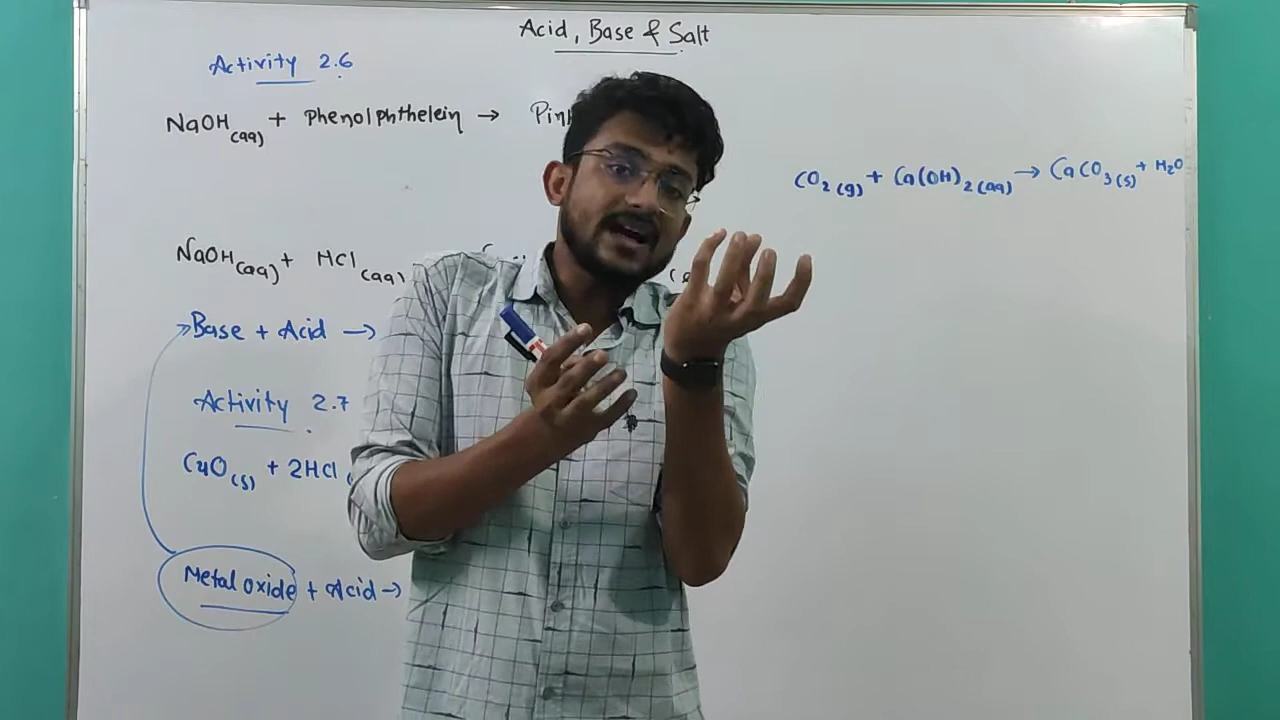 Acid, Base & Salt
Activity 2.6
NaOH(aq) + Phenolphthelein →
CO2(g) + Ca(OH)2(aq) → CaCO3(s) + H2O
NaOH(aq) + HCl(aq)
Base + Acid →
Activity 2.7
CuO(s) + 2HCl
Metal oxide + Acid →